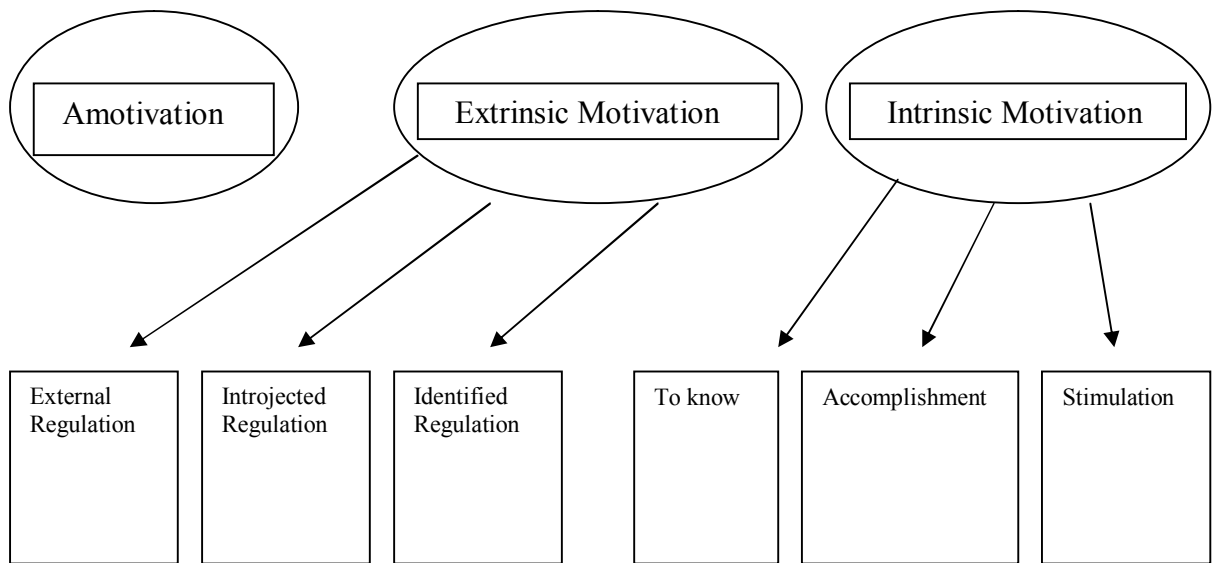 Amotivation
Extrinsic Motivation
Intrinsic Motivation
External
Regulation
Introjected
Regulation
Identified
Regulation
To know
Accomplishment
Stimulation